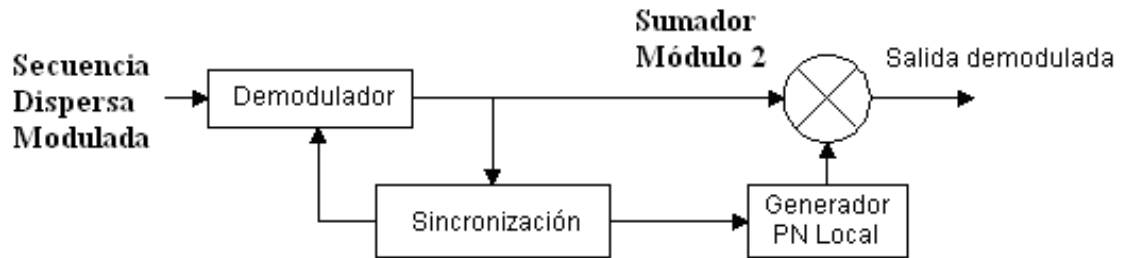 Secuencia
Dispersa
Modulada
Demodulador
Sumador
Módulo 2
Salida demodulada
Sincronización
Generador
PN Local